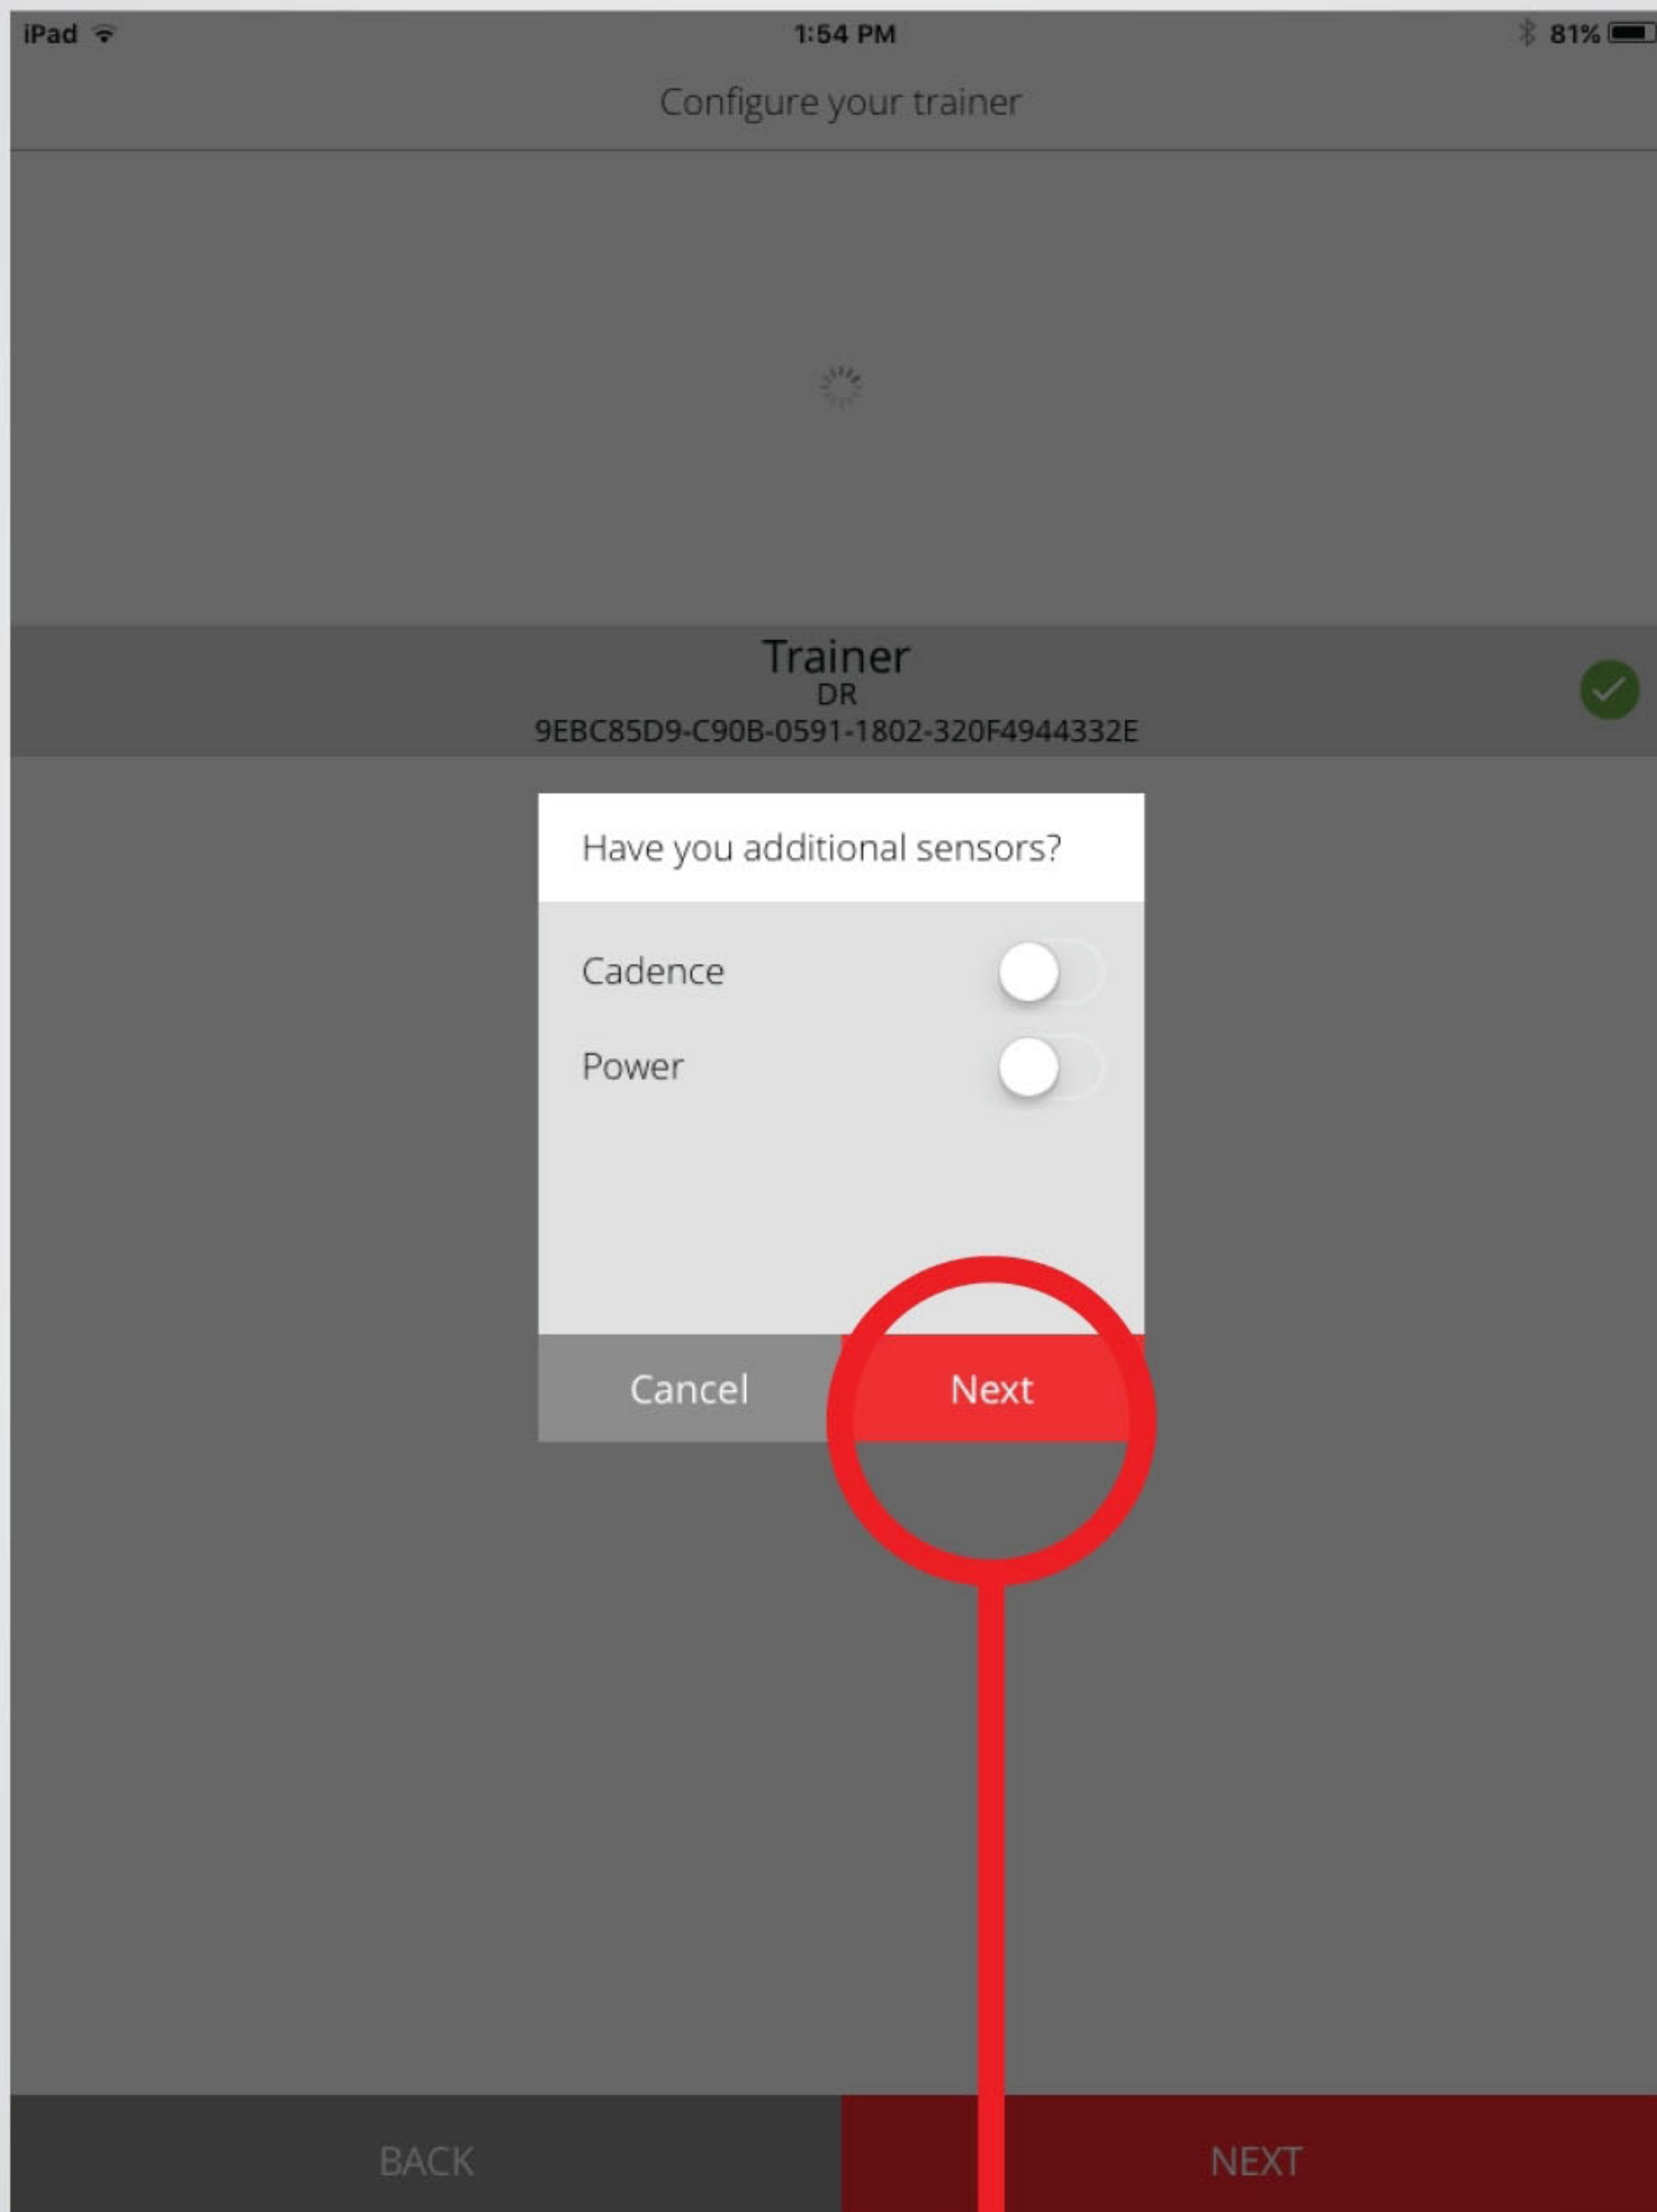 iPad 1:54 PM 81%
Configure your trainer
Trainer
DR
9EBC85D9-C90B-0591-1802-320F4944332E
Have you additional sensors?
Cadence
Power
Cancel Next
BACK NEXT